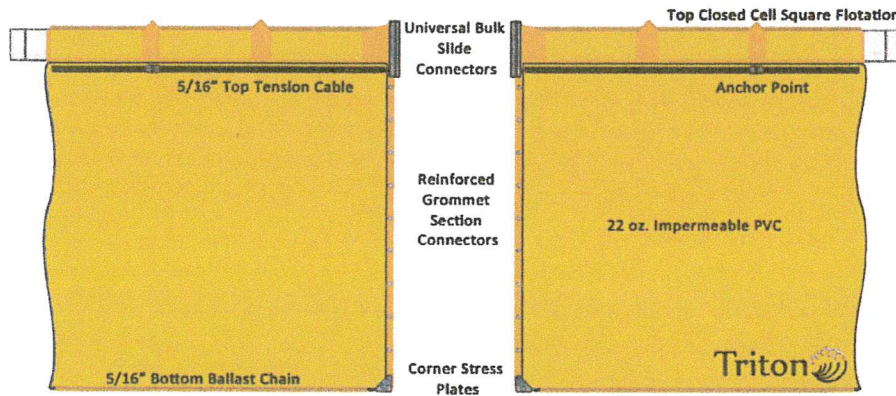 Top Closed Cell Square Flotation
Universal Bulk
Slide
Connectors
5/16" Top Tension Cable
Anchor Point
Reinforced
Grommet
Section
Connectors
22 oz. Impermeable PVC
5/16" Bottom Ballast Chain
Corner Stress
Plates
Triton